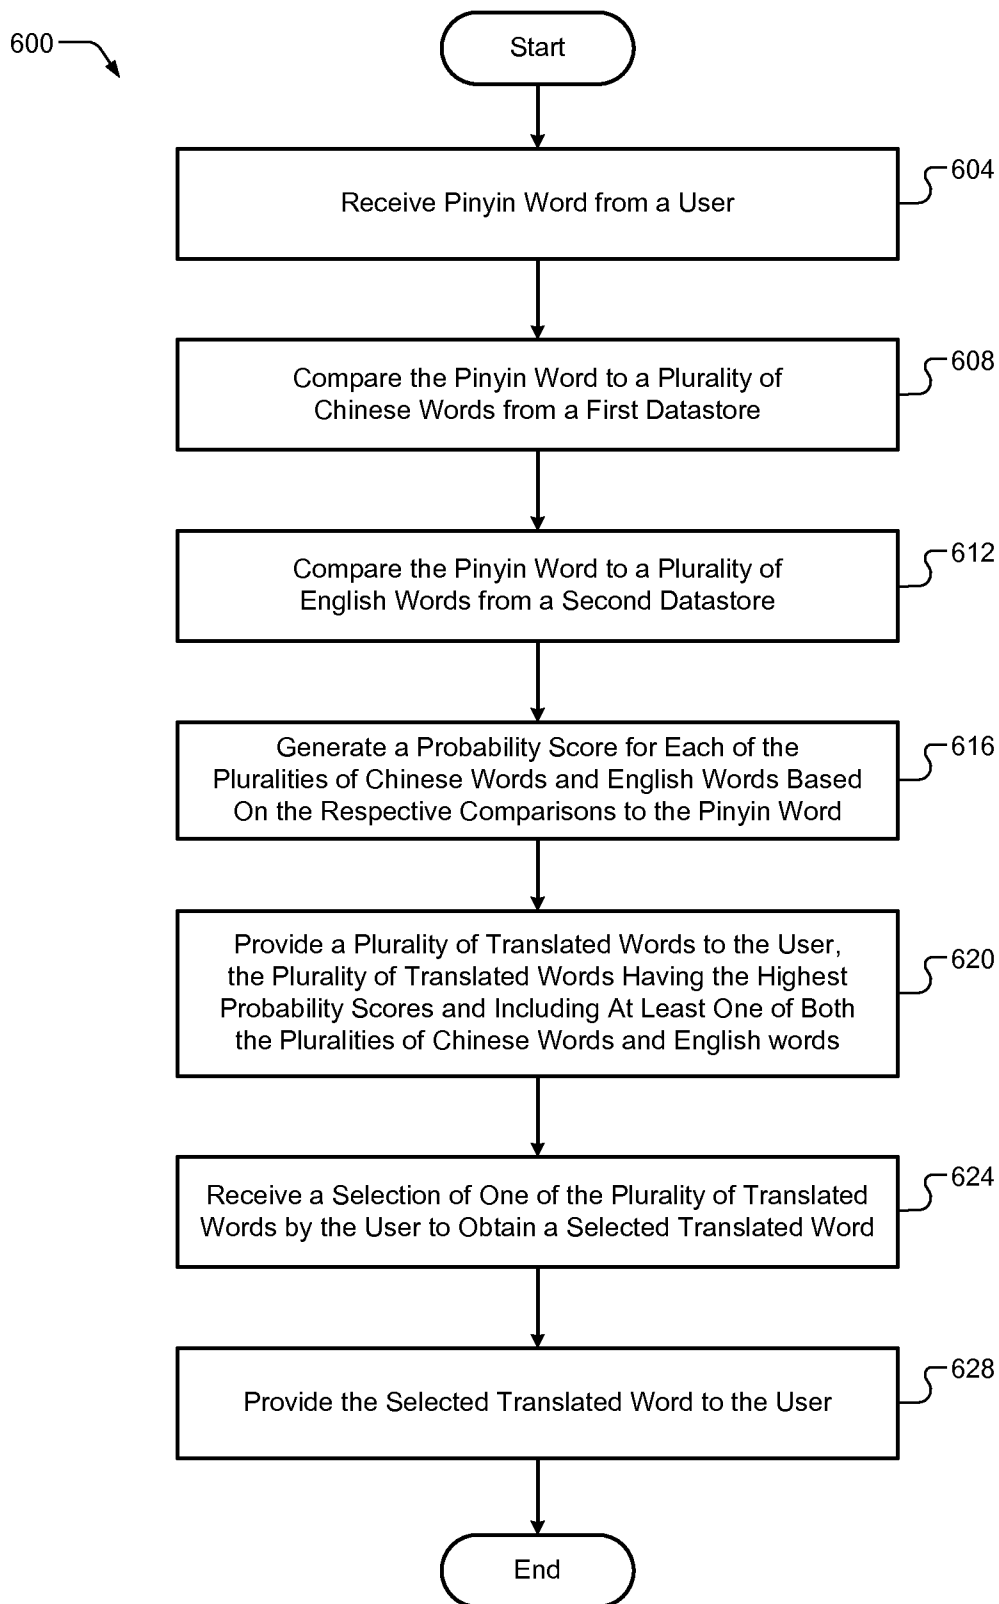 600
Start
Receive Pinyin Word from a User
604
Compare the Pinyin Word to a Plurality of
Chinese Words from a First Datastore
608
Compare the Pinyin Word to a Plurality of
English Words from a Second Datastore
612
Generate a Probability Score for Each of the
Pluralities of Chinese Words and English Words Based
On the Respective Comparisons to the Pinyin Word
616
Provide a Plurality of Translated Words to the User,
the Plurality of Translated Words Having the Highest
Probability Scores and Including At Least One of Both
the Pluralities of Chinese Words and English words
620
Receive a Selection of One of the Plurality of Translated
Words by the User to Obtain a Selected Translated Word
624
Provide the Selected Translated Word to the User
628
End